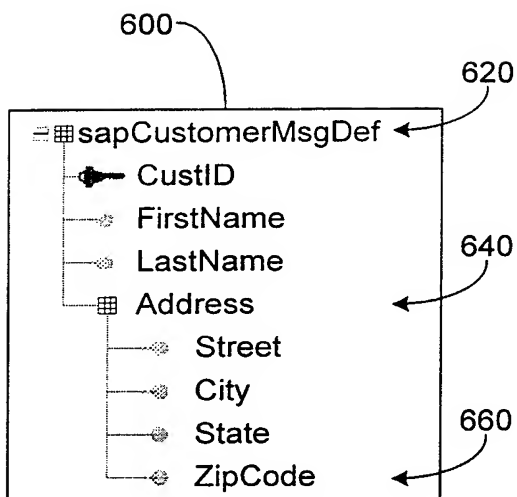 600
620
sapCustomerMsgDef
CustID
FirstName
LastName
640
Address
Street
City
State
660
ZipCode